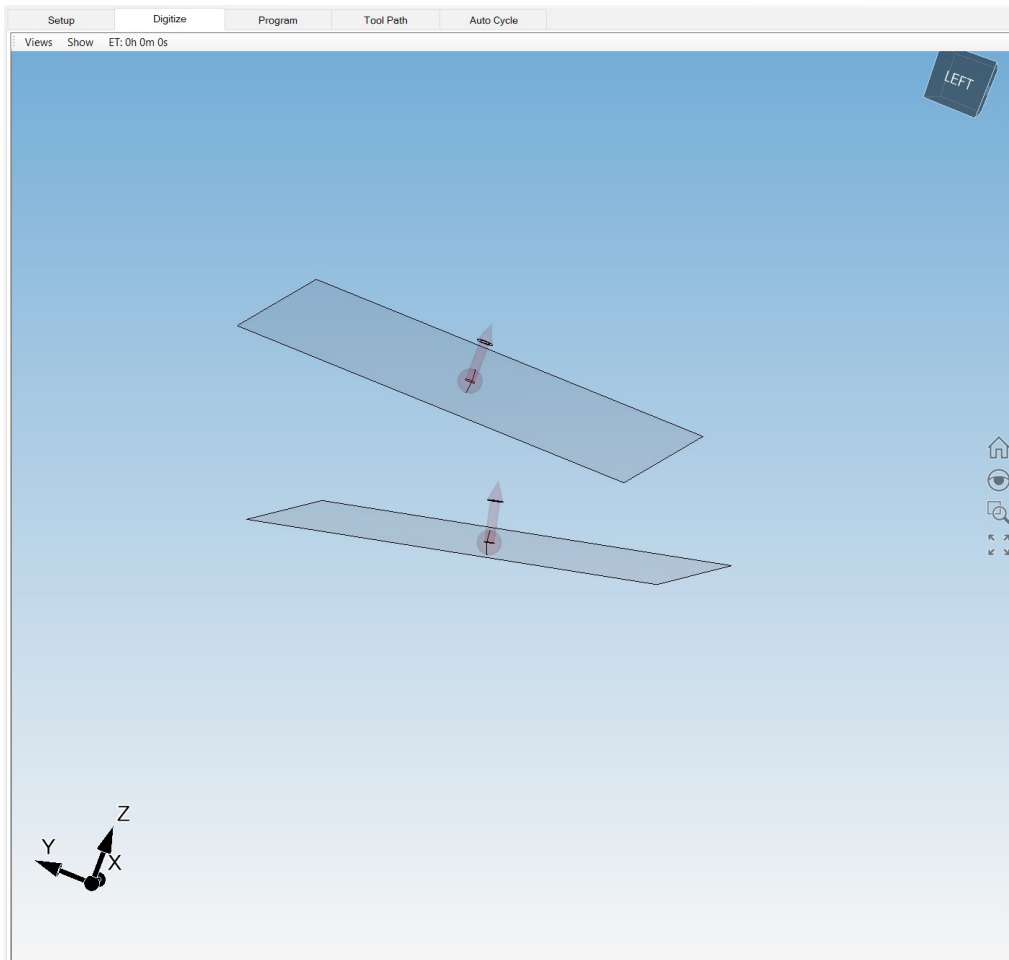 Setup Digitize Program Tool Path Auto Cycle
Views Show ET: 0h 0m 0s
LEFT
Z
Y
X